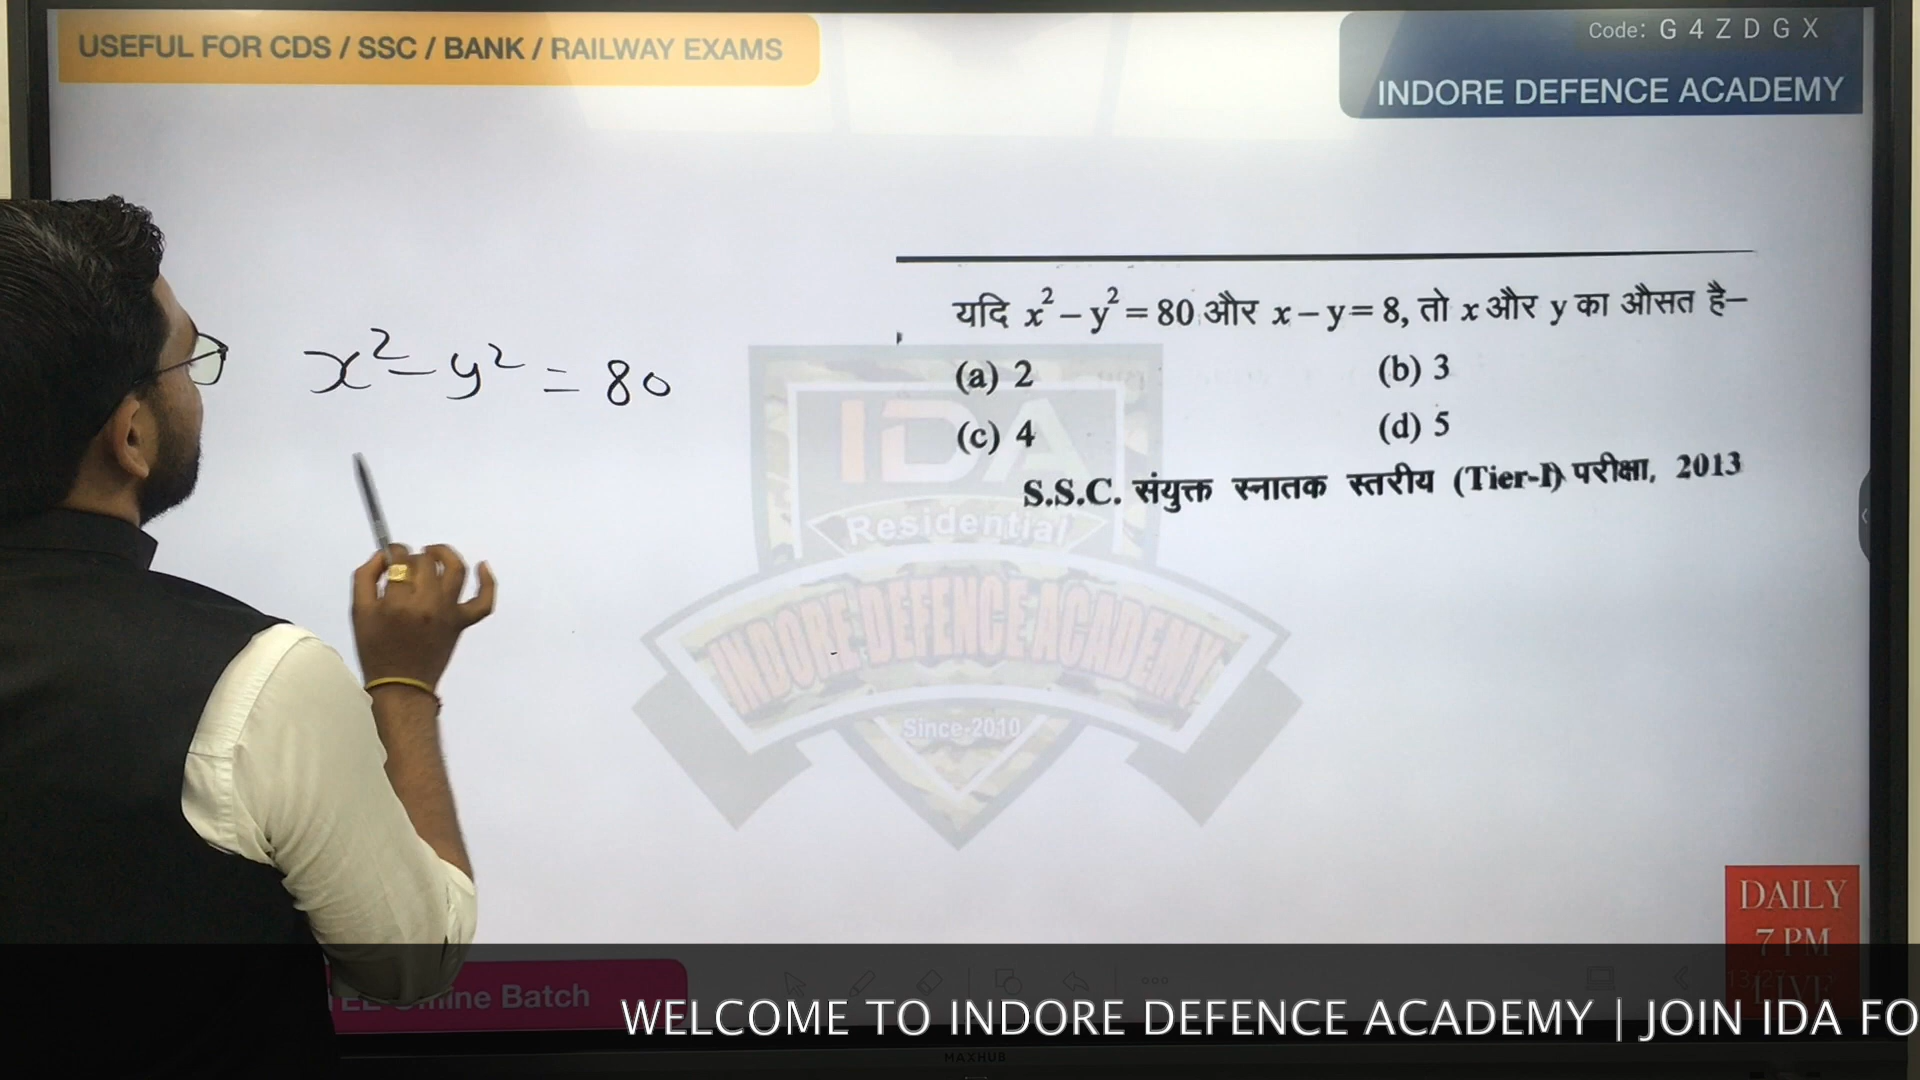 USEFUL FOR CDS / SSC / BANK / RAILWAY EXAMS
Code: G 4 Z D G X
INDORE DEFENCE ACADEMY
x² - y² = 80
यदि x² – y² = 80 और x – y = 8, तो x और y का औसत है–
(a) 2 (b) 3
(c) 4 (d) 5
S.S.C. संयुक्त स्नातक स्तरीय (Tier-I) परीक्षा, 2013
IDA
Residential
INDORE DEFENCE ACADEMY
Since-2010
DAILY
7 PM
LIVE
Batch
WELCOME TO INDORE DEFENCE ACADEMY | JOIN IDA FO
MAXHUB